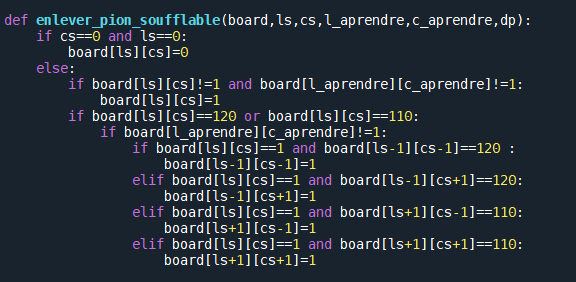 def enlever_pion_soufflable(board,ls,cs,l_aprendre,c_aprendre,dp):
    if cs==0 and ls==0:
        board[ls][cs]=0
    else:
        if board[ls][cs]!=1 and board[l_aprendre][c_aprendre]!=1:
            board[ls][cs]=1
        if board[ls][cs]==120 or board[ls][cs]==110:
            if board[l_aprendre][c_aprendre]!=1:
                if board[ls][cs]==1 and board[ls-1][cs-1]==120 :
                    board[ls-1][cs-1]=1
                elif board[ls][cs]==1 and board[ls-1][cs+1]==120:
                    board[ls-1][cs+1]=1
                elif board[ls][cs]==1 and board[ls+1][cs-1]==110:
                    board[ls+1][cs-1]=1
                elif board[ls][cs]==1 and board[ls+1][cs+1]==110:
                    board[ls+1][cs+1]=1